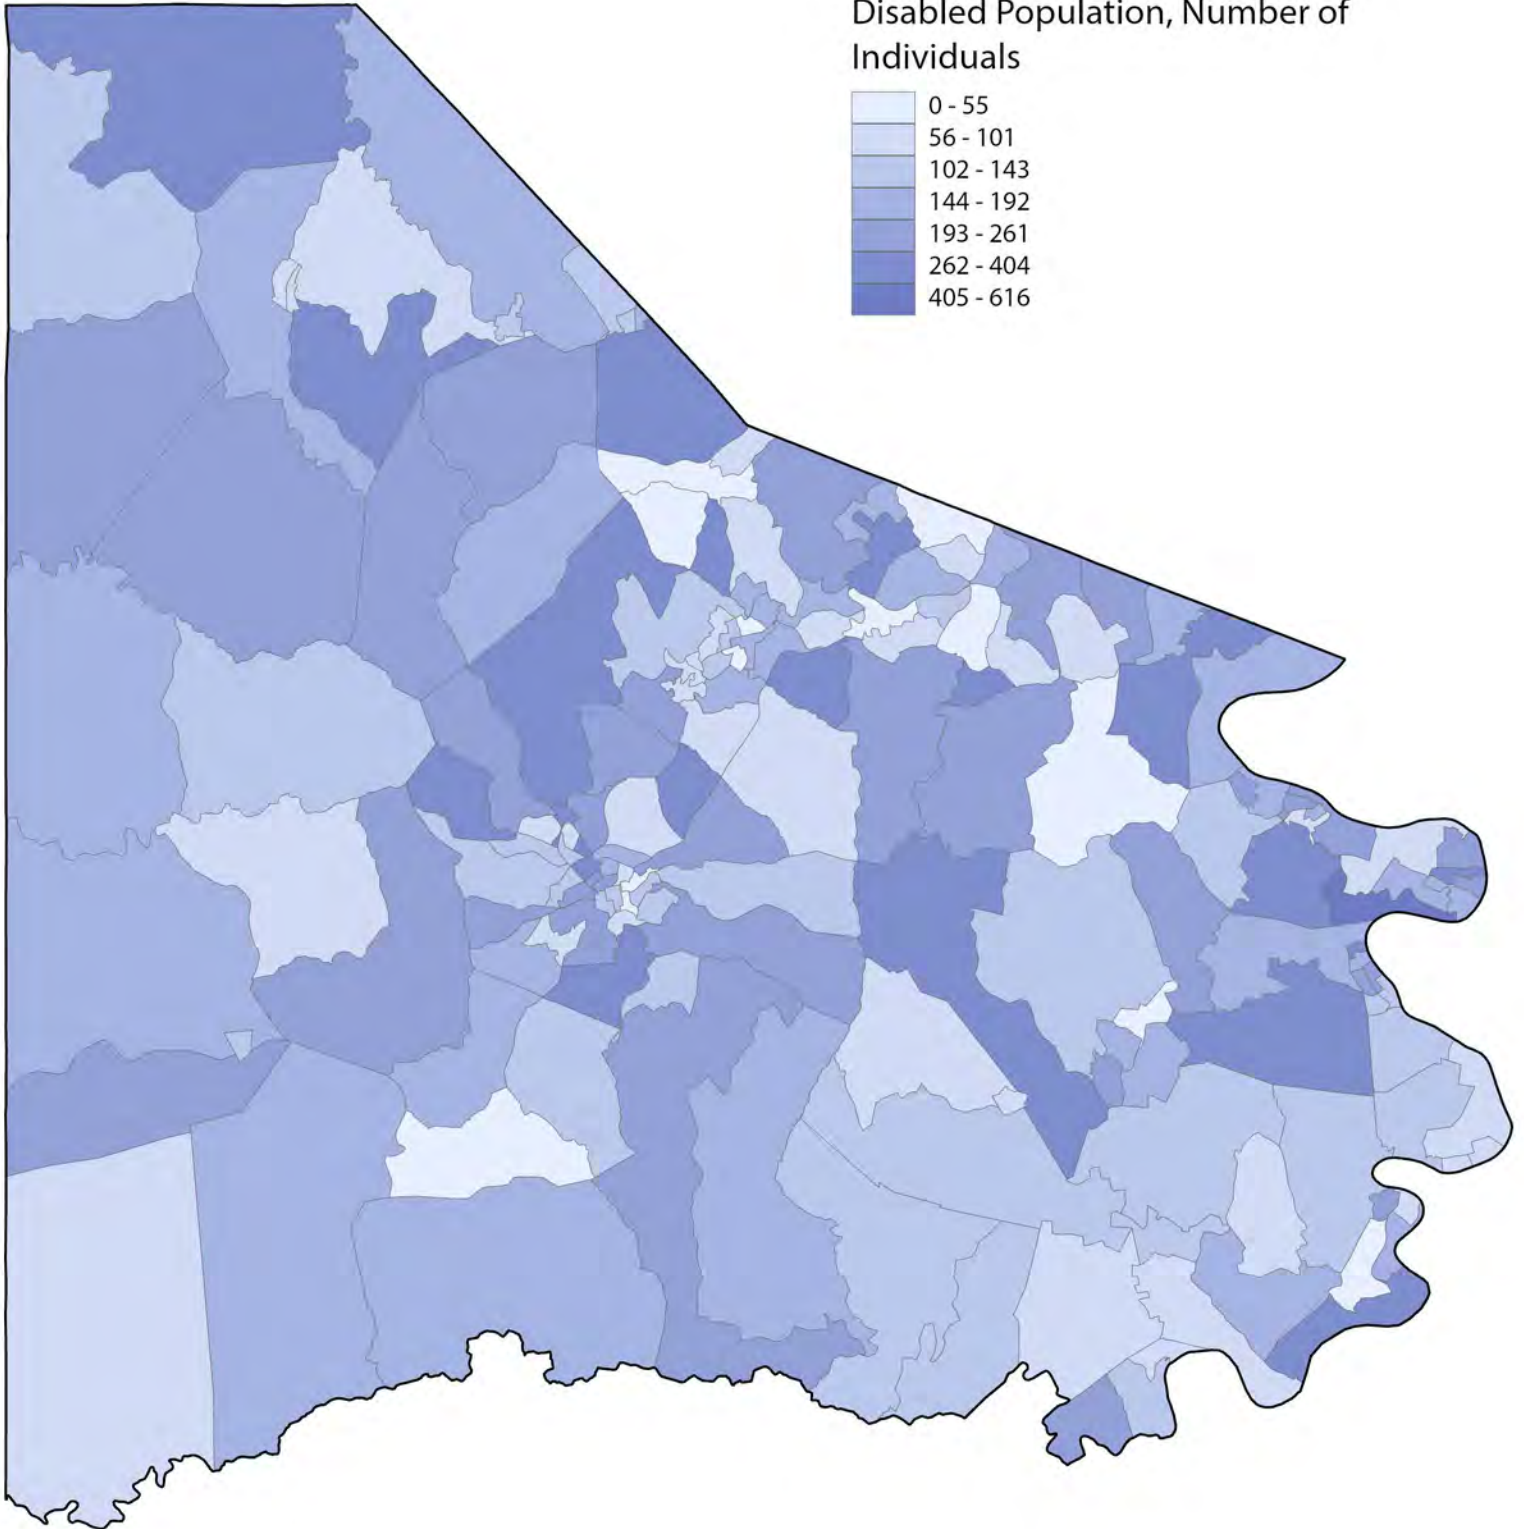 Disabled Population, Number of
Individuals
0 - 55
56 - 101
102 - 143
144 - 192
193 - 261
262 - 404
405 - 616